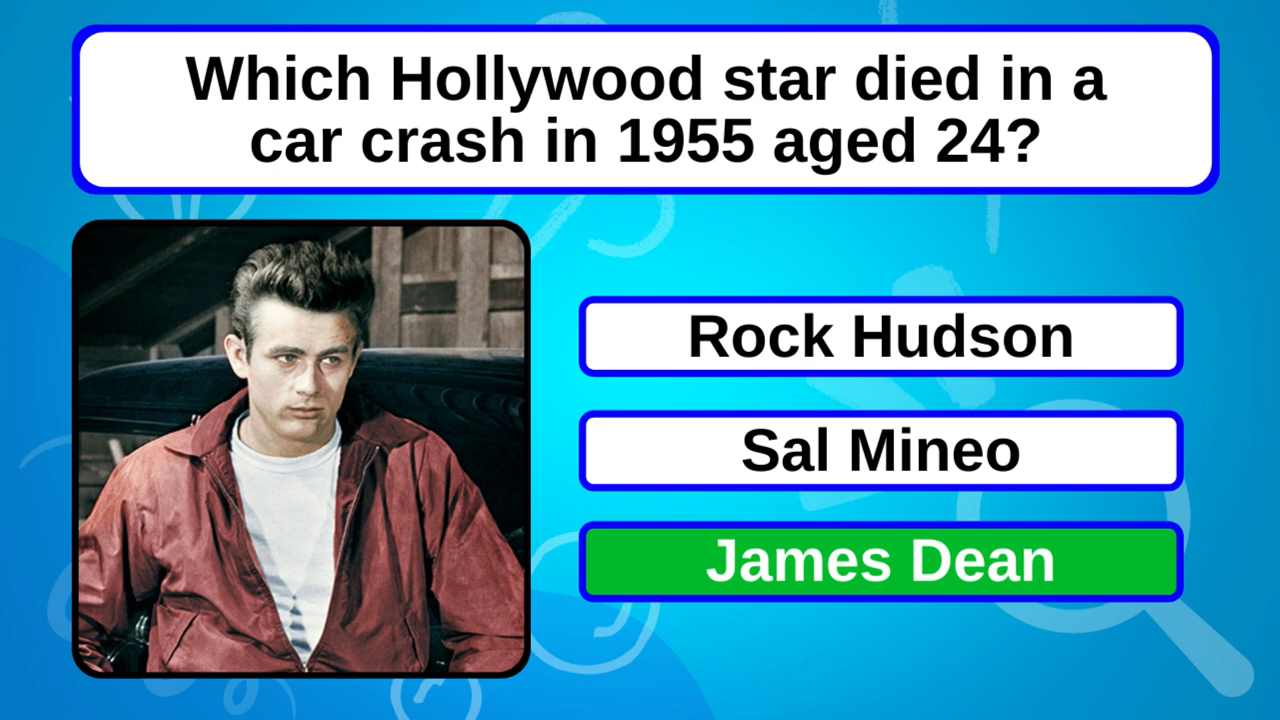 Which Hollywood star died in a
car crash in 1955 aged 24?
Rock Hudson
Sal Mineo
James Dean